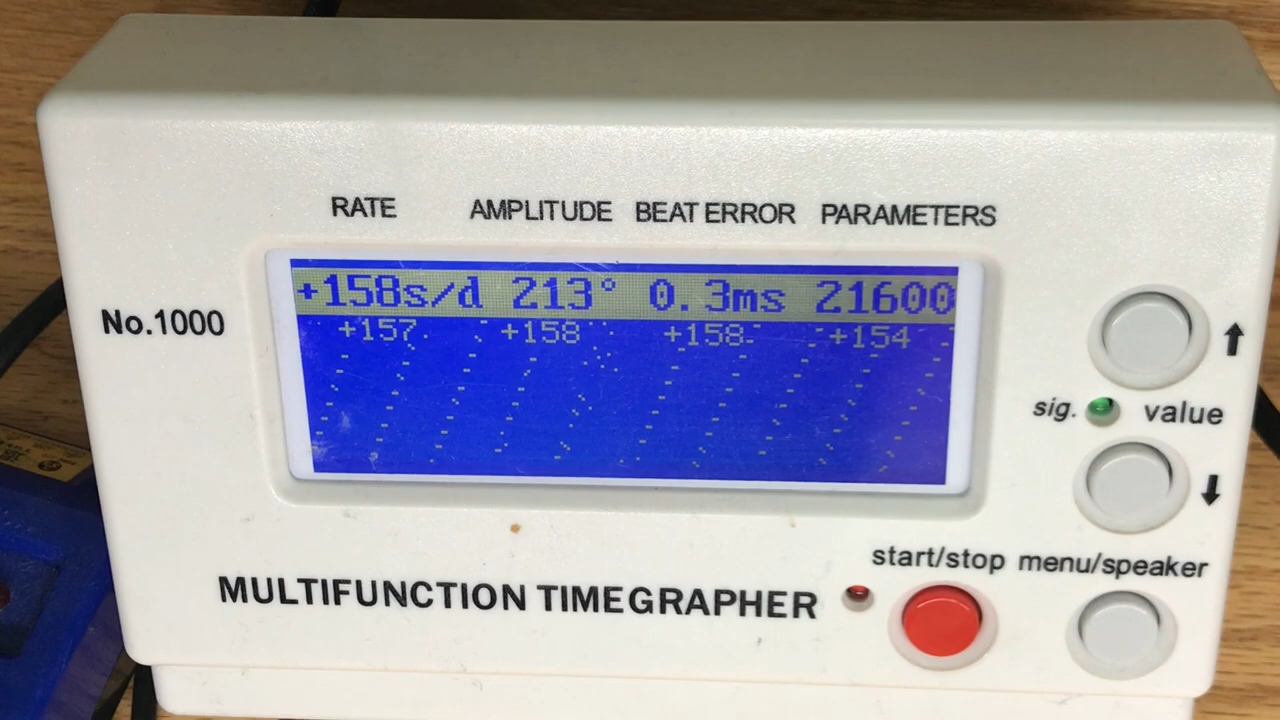 RATE AMPLITUDE BEAT ERROR PARAMETERS
+158s/d 213° 0.3ms 21600
+157 +158 +158 +154
No.1000
sig. value
start/stop menu/speaker
MULTIFUNCTION TIMEGRAPHER